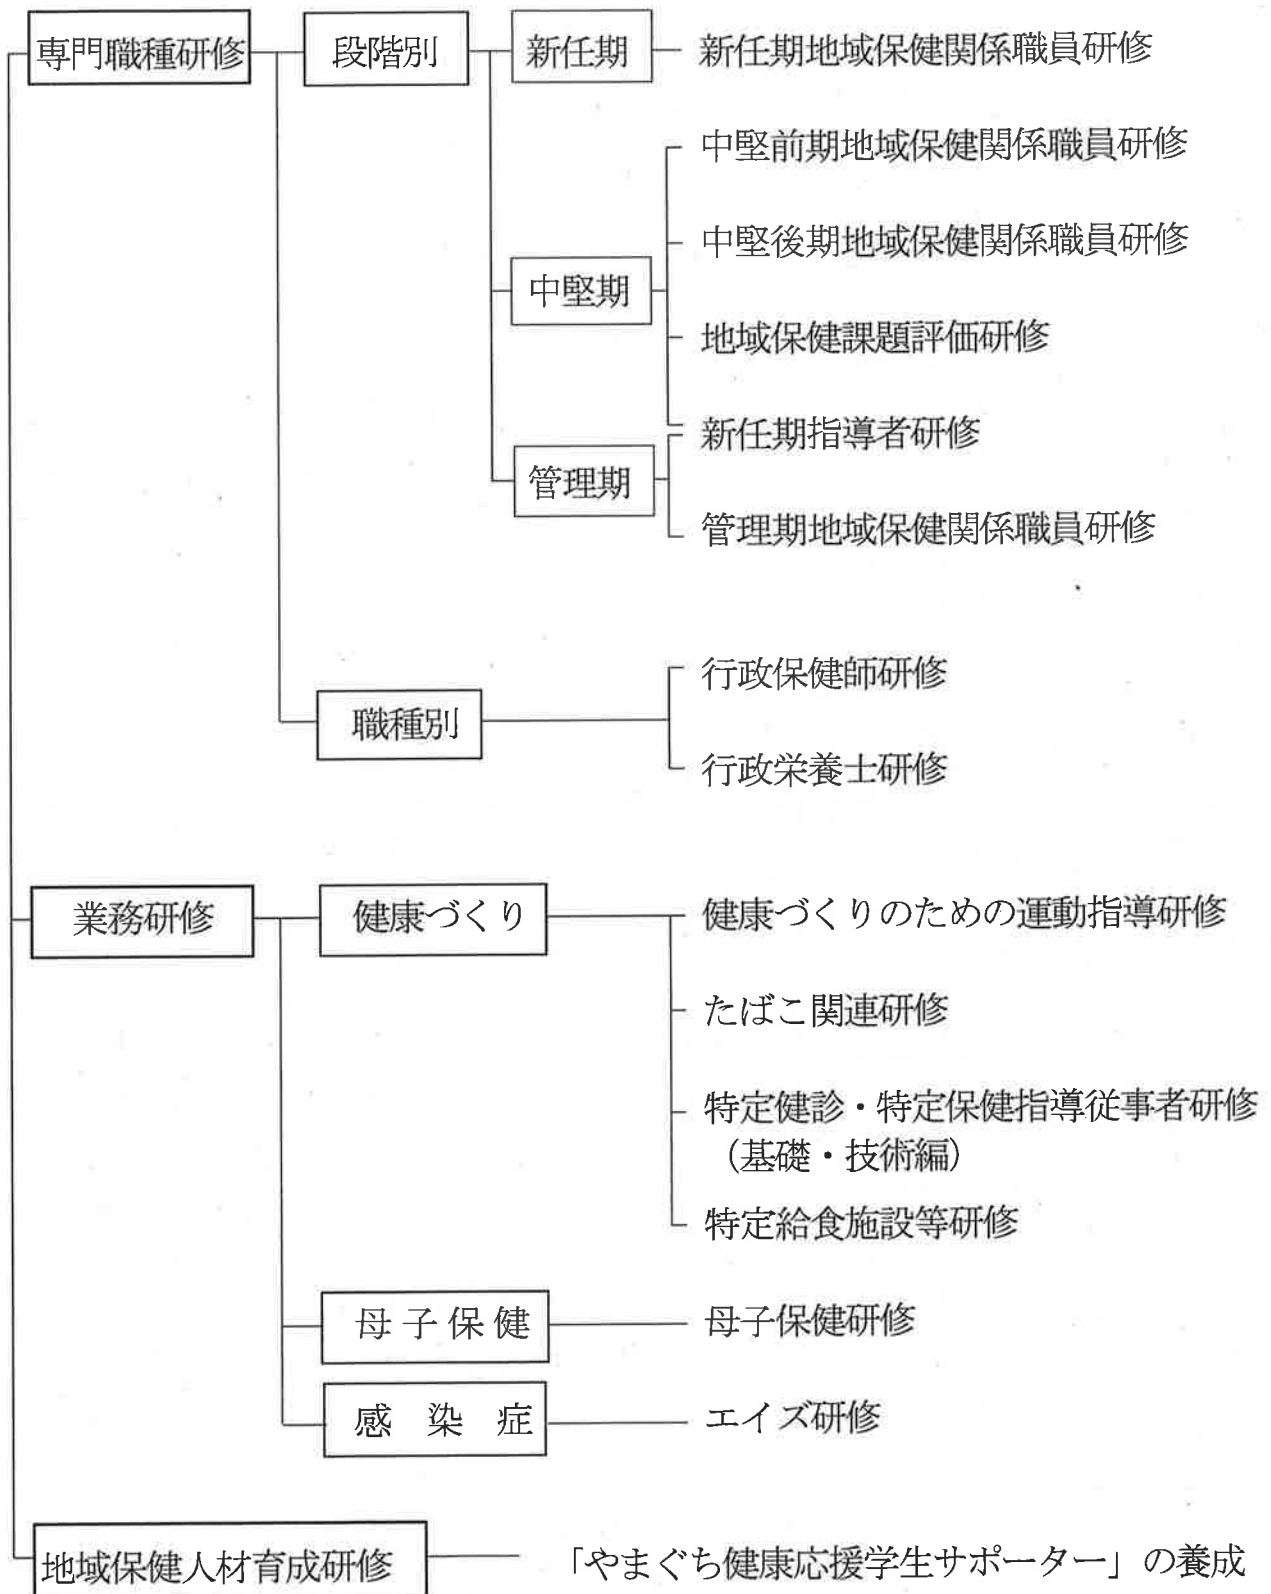 専門職種研修
段階別
新任期
新任期地域保健関係職員研修
中堅前期地域保健関係職員研修
中堅後期地域保健関係職員研修
中堅期
地域保健課題評価研修
新任期指導者研修
管理期
管理期地域保健関係職員研修
行政保健師研修
職種別
行政栄養士研修
業務研修
健康づくり
健康づくりのための運動指導研修
たばこ関連研修
特定健診・特定保健指導従事者研修
(基礎・技術編)
特定給食施設等研修
母子保健
母子保健研修
感染症
エイズ研修
地域保健人材育成研修
「やまぐち健康応援学生サポーター」の養成